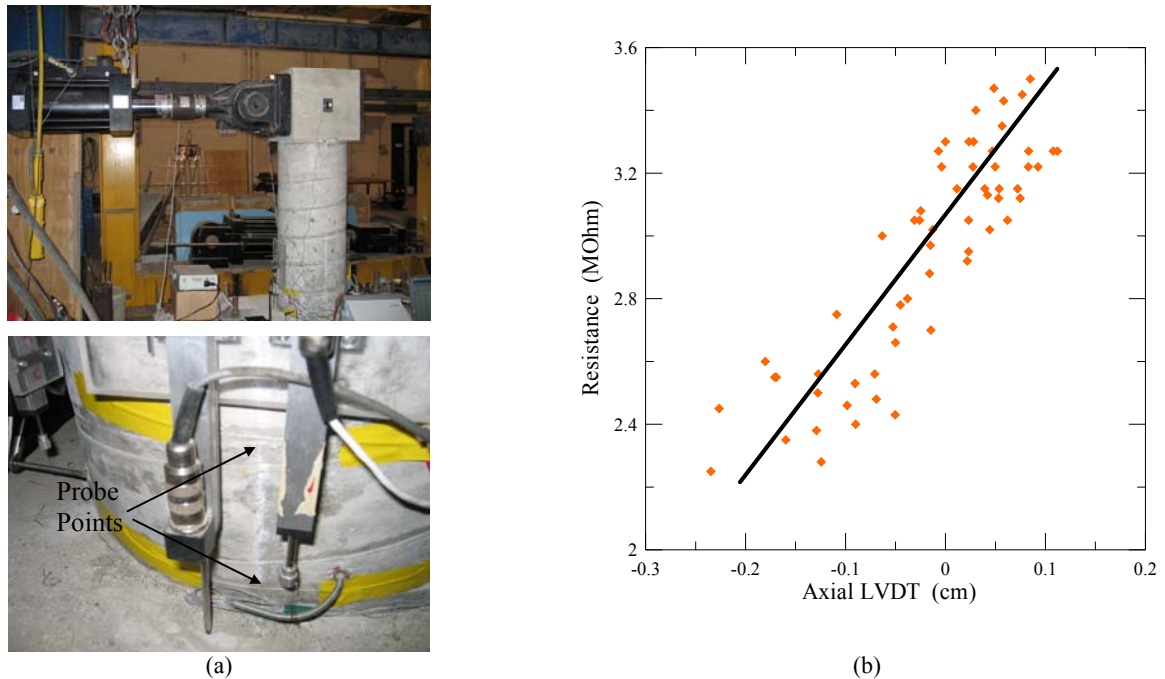 Probe
Points
(a)
3.6
3.2
2.8
2.4
2
Resistance (MOhm)
-0.3 -0.2 -0.1 0 0.1 0.2
Axial LVDT (cm)
(b)